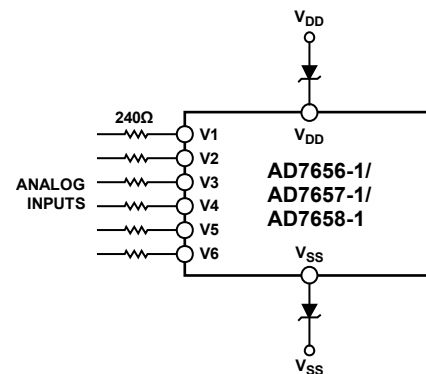 VDD
VDD
240Ω
V1
V2
V3
V4
V5
V6
ANALOG
INPUTS
AD7656-1/
AD7657-1/
AD7658-1
VSS
VSS